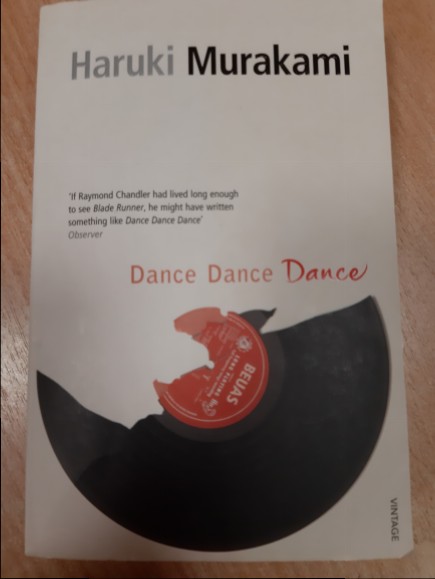 Haruki Murakami
'If Raymond Chandler had lived long enough
to see Blade Runner, he might have written
something like Dance Dance Dance'
Observer
Dance Dance Dance
BEUAS
VINTAGE